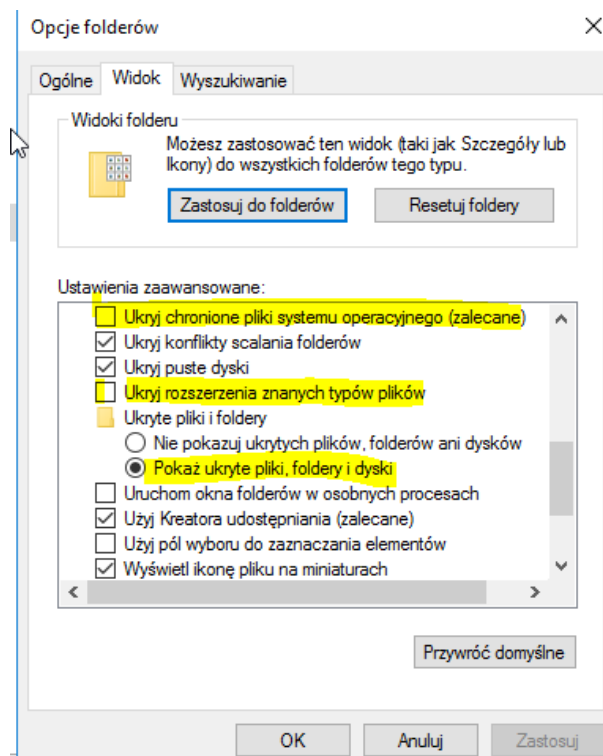 Opcje folderów
Ogólne Widok Wyszukiwanie
Widoki folderu
Możesz zastosować ten widok (taki jak Szczegóły lub
Ikony) do wszystkich folderów tego typu.
Zastosuj do folderów Resetuj foldery
Ustawienia zaawansowane:
Ukryj chronione pliki systemu operacyjnego (zalecane)
Ukryj konflikty scalania folderów
Ukryj puste dyski
Ukryj rozszerzenia znanych typów plików
Ukryte pliki i foldery
Nie pokazuj ukrytych plików, folderów ani dysków
Pokaż ukryte pliki, foldery i dyski
Uruchom okna folderów w osobnych procesach
Użyj Kreatora udostępniania (zalecane)
Użyj pól wyboru do zaznaczania elementów
Wyświetl ikonę pliku na miniaturach
Przywróć domyślne
OK Anuluj Zastosuj